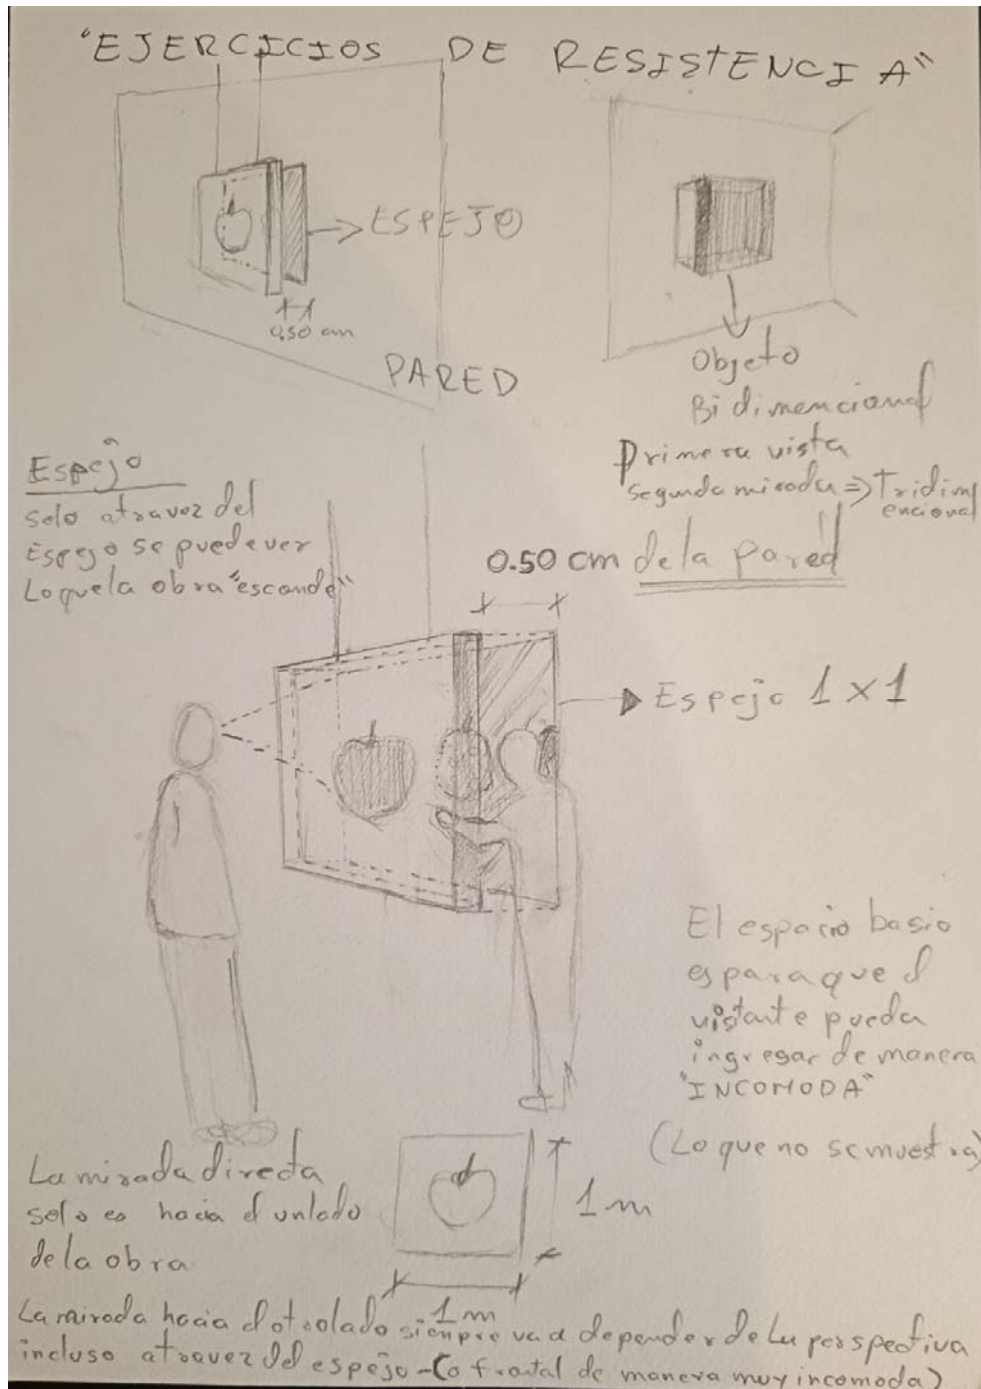 "EJERCICIOS DE RESISTENCIA"
ESPEJO
0,50 cm
PARED
Objeto
Bidimencional
Primera vista
segunda mirada => Tridim
encional
Espejo
solo atravez del
Espejo se puede ver
Lo que la obra "esconde"
0.50 cm de la pared
Espejo 1 x 1
El espacio basio
es para que el
visitante pueda
ingresar de manera
"INCOMODA"
(Lo que no se muestra)
La mirada directa
solo es hacia el un lado
de la obra
1 m
1 m
La mirada hacia el otro lado siempre va a depender de tu perspectiva
incluso atravez del espejo - (o frontal de manera muy incomoda)